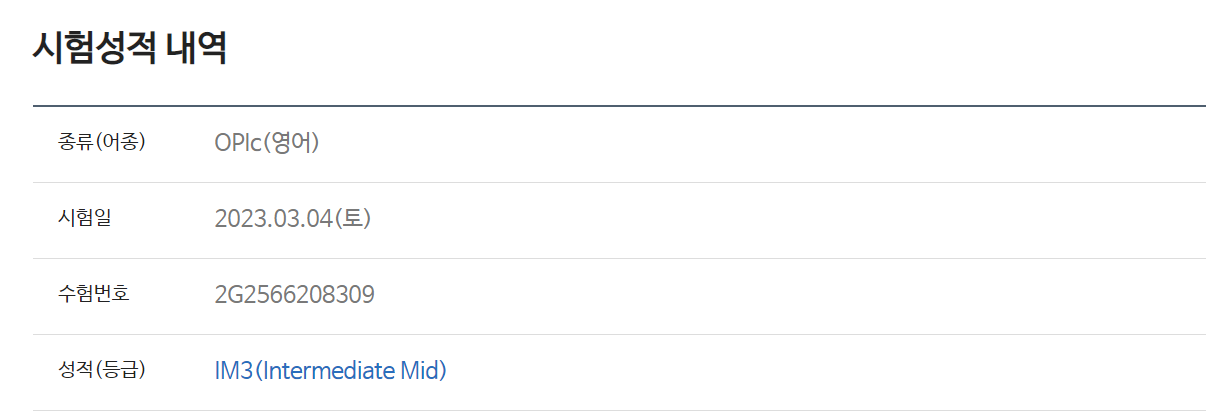 시험성적 내역
종류(어종) OPIc(영어)
시험일 2023.03.04(토)
수험번호 2G2566208309
성적(등급) IM3(Intermediate Mid)